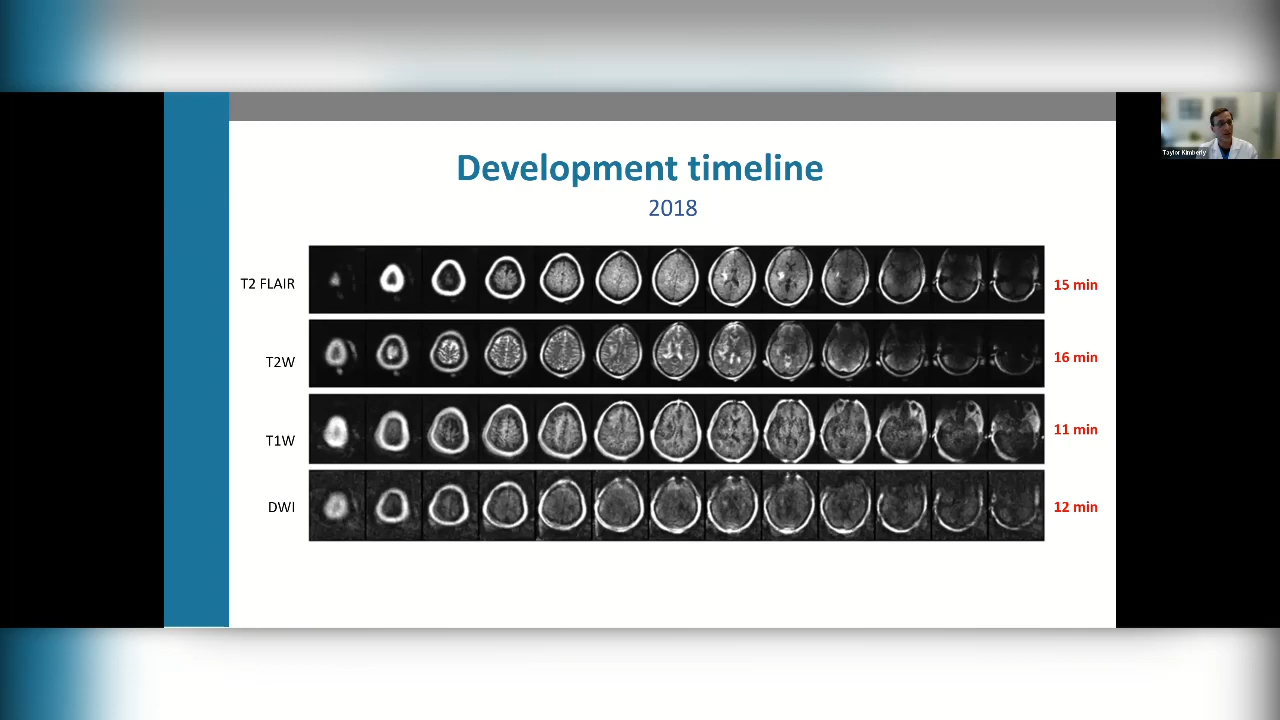 Development timeline
2018
T2 FLAIR
15 min
T2W
16 min
T1W
11 min
DWI
12 min
Taylor Kimberly